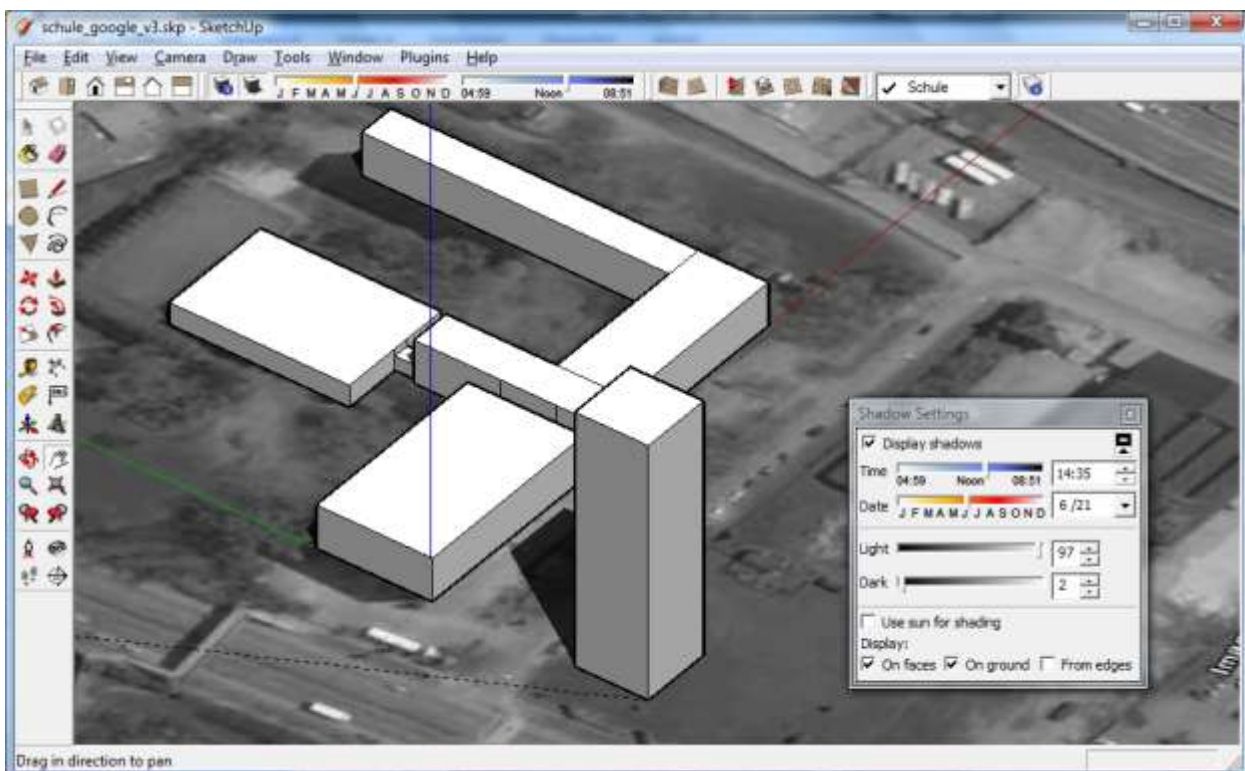 schule_google_v3.skp - SketchUp
File Edit View Camera Draw Tools Window Plugins Help
J F M A M J J A S O N D 04:59 Noon 08:51 ✓ Schule
Shadow Settings
Display shadows
Time 04:59 Noon 08:51 14:35
Date J F M A M J J A S O N D 6 /21
Light 97
Dark 2
Use sun for shading
Display:
On faces On ground From edges
Drag in direction to pan